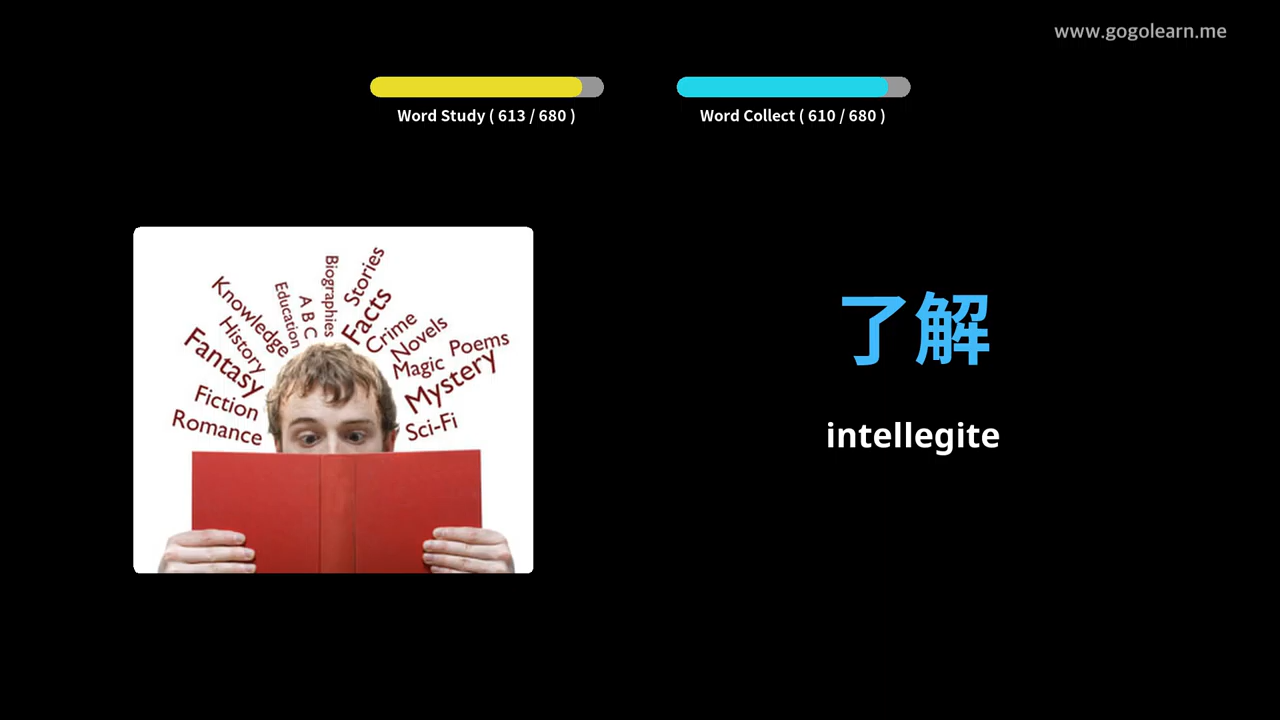 www.gogolearn.me
Word Study ( 613 / 680 )
Word Collect ( 610 / 680 )
Knowledge
History
Fantasy
Fiction
Romance
Education
A B C
Biographies
Stories
Facts
Crime
Novels
Magic
Poems
Mystery
Sci-Fi
了解
intellegite